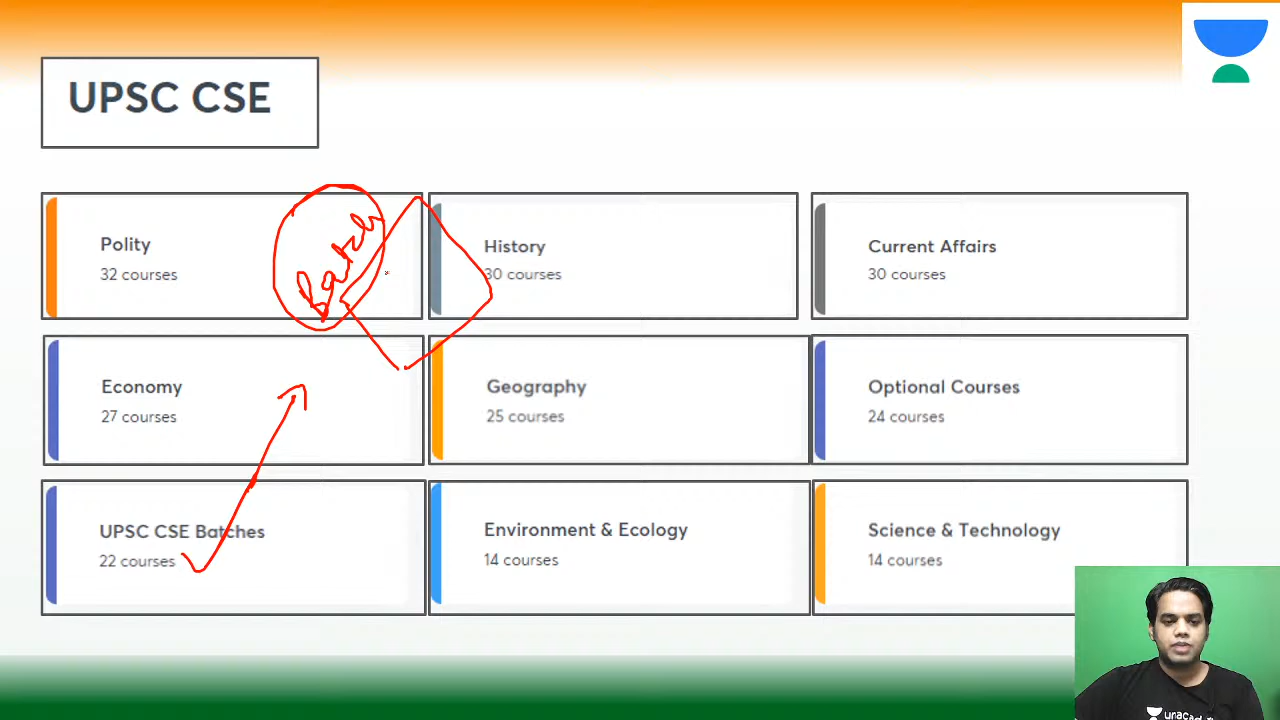 UPSC CSE
Polity
32 courses
Batch
History
30 courses
Current Affairs
30 courses
Economy
27 courses
Geography
25 courses
Optional Courses
24 courses
UPSC CSE Batches
22 courses
Environment & Ecology
14 courses
Science & Technology
14 courses